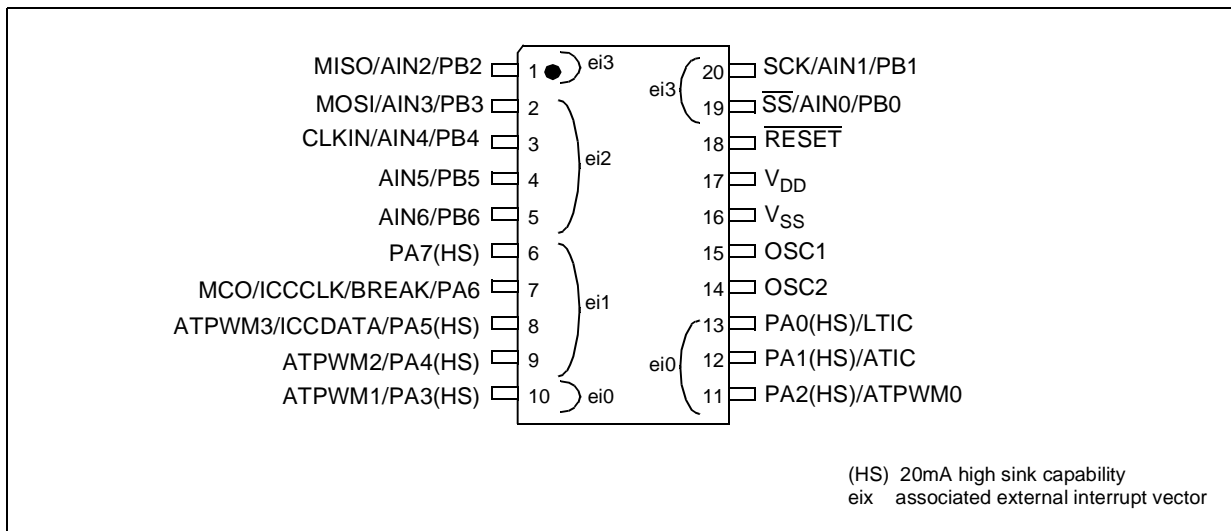 MISO/AIN2/PB2 1 ei3 20 SCK/AIN1/PB1
MOSI/AIN3/PB3 2 ei3 19 SS/AIN0/PB0
CLKIN/AIN4/PB4 3 ei2 18 RESET
AIN5/PB5 4 17 VDD
AIN6/PB6 5 16 VSS
PA7(HS) 6 15 OSC1
MCO/ICCCLK/BREAK/PA6 7 ei1 14 OSC2
ATPWM3/ICCDATA/PA5(HS) 8 13 PA0(HS)/LTIC
ATPWM2/PA4(HS) 9 ei0 12 PA1(HS)/ATIC
ATPWM1/PA3(HS) 10 ei0 11 PA2(HS)/ATPWM0
(HS) 20mA high sink capability
eix associated external interrupt vector